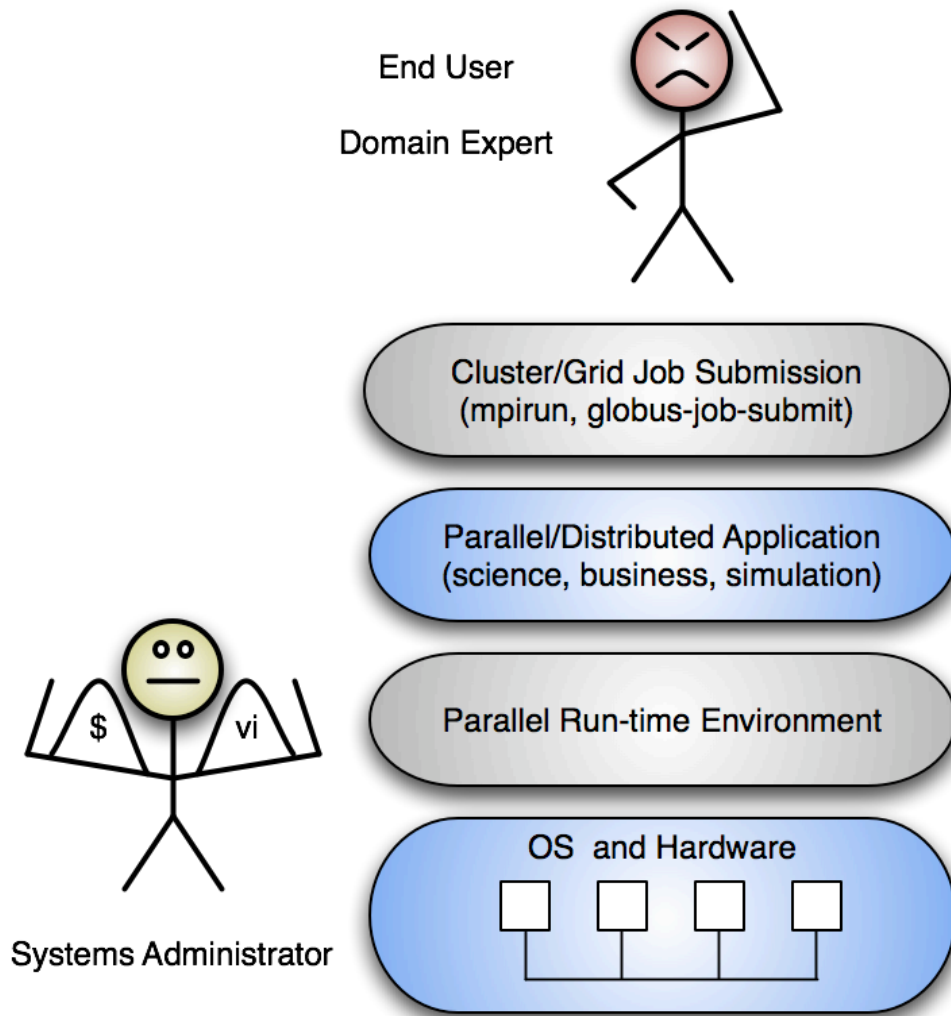 End User
Domain Expert
Cluster/Grid Job Submission
(mpirun, globus-job-submit)
Parallel/Distributed Application
(science, business, simulation)
$
vi
Parallel Run-time Environment
OS and Hardware
Systems Administrator